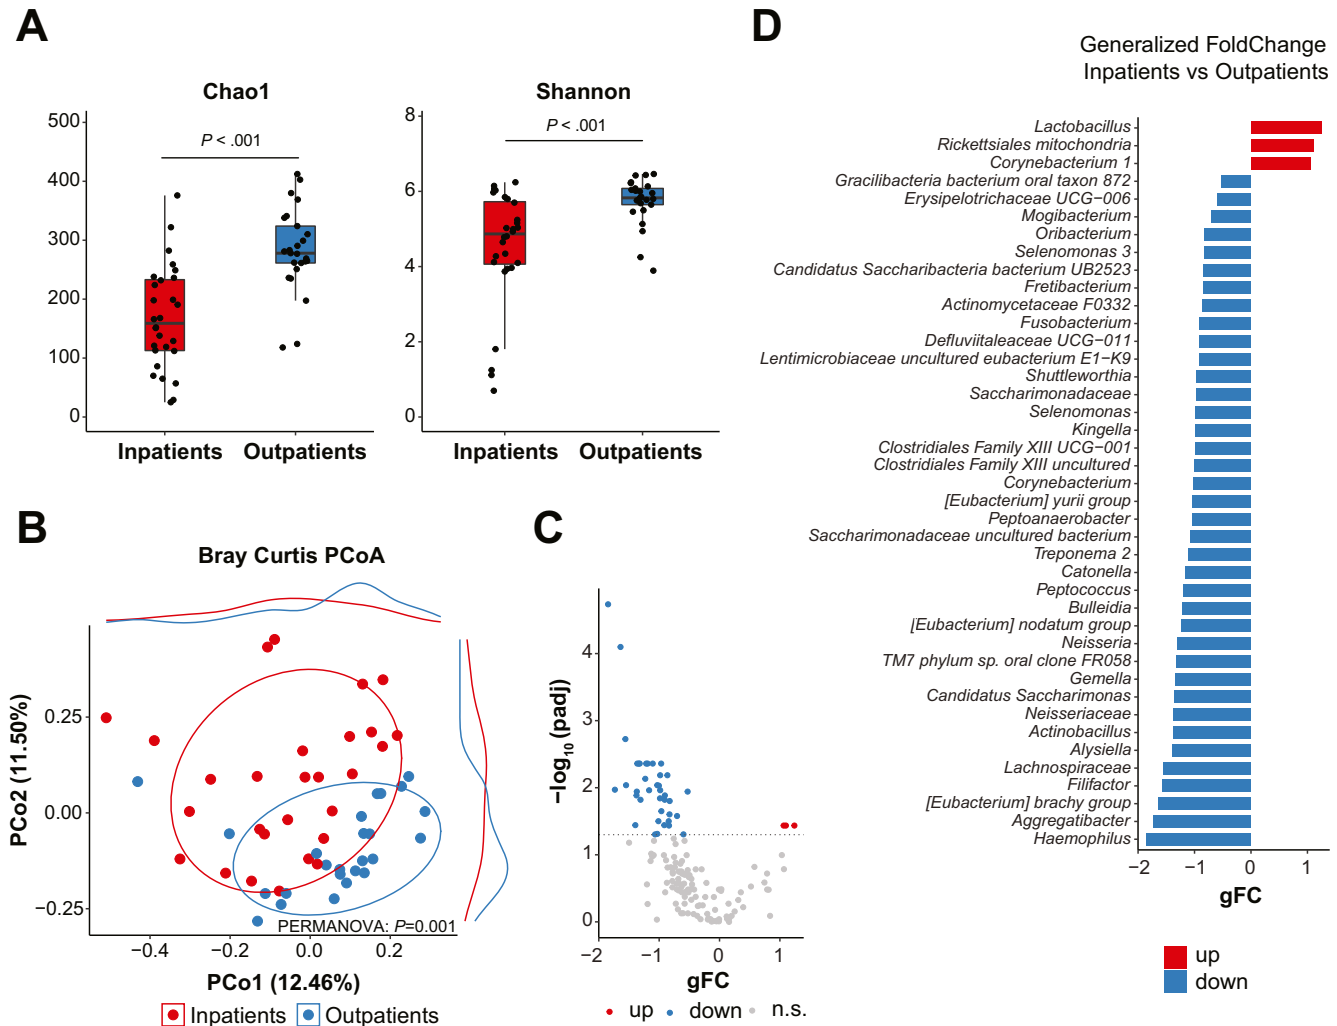 A
Chao1
P < .001
500
400
300
200
100
0
Inpatients
Outpatients
Shannon
P < .001
8
6
4
2
0
Inpatients
Outpatients
B
Bray Curtis PCoA
PCo2 (11.50%)
0.25
0.00
−0.25
PERMANOVA: P=0.001
−0.4
−0.2
0.0
0.2
PCo1 (12.46%)
Inpatients
Outpatients
C
−log10 (padj)
4
3
2
1
0
−2
−1
0
1
gFC
up
down
n.s.
D
Generalized FoldChange
Inpatients vs Outpatients
Lactobacillus
Rickettsiales mitochondria
Corynebacterium 1
Gracilibacteria bacterium oral taxon 872
Erysipelotrichaceae UCG−006
Mogibacterium
Oribacterium
Selenomonas 3
Candidatus Saccharibacteria bacterium UB2523
Fretibacterium
Actinomycetaceae F0332
Fusobacterium
Defluviitaleaceae UCG−011
Lentimicrobiaceae uncultured eubacterium E1−K9
Shuttleworthia
Saccharimonadaceae
Selenomonas
Kingella
Clostridiales Family XIII UCG−001
Clostridiales Family XIII uncultured
Corynebacterium
[Eubacterium] yurii group
Peptoanaerobacter
Saccharimonadaceae uncultured bacterium
Treponema 2
Catonella
Peptococcus
Bulleidia
[Eubacterium] nodatum group
Neisseria
TM7 phylum sp. oral clone FR058
Gemella
Candidatus Saccharimonas
Neisseriaceae
Actinobacillus
Alysiella
Lachnospiraceae
Filifactor
[Eubacterium] brachy group
Aggregatibacter
Haemophilus
−2
−1
0
1
gFC
up
down